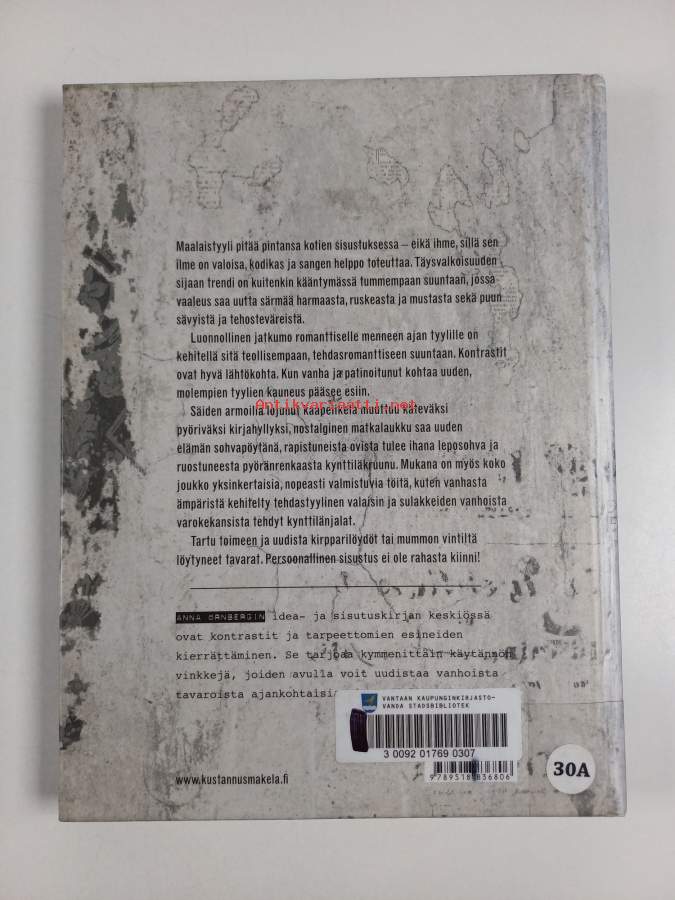 Maalaistyyli pitää pintansa kotien sisustuksessa – eikä ihme, sillä sen
ilme on valoisa, kodikas ja sangen helppo toteuttaa. Täysvalkoisuuden
sijaan trendi on kuitenkin kääntymässä tummempaan suuntaan, jossa
vaaleus saa uutta särmää harmaasta, ruskeasta ja mustasta sekä puun
sävyistä ja tehosteväreistä.
Luonnollinen jatkumo romanttiselle menneen ajan tyylille on
kehitellä sitä teollisempaan, tehdasromanttiseen suuntaan. Kontrastit
ovat hyvä lähtökohta. Kun vanha ja patinoitunut kohtaa uuden,
molempien tyylien kauneus pääsee esiin.
Antikvariaatti.net
Säiden armoilla lojunut kaapelikela muuttuu käteväksi
pyöriväksi kirjahyllyksi, nostalginen matkalaukku saa uuden
elämän sohvapöytänä, rapistuneista ovista tulee ihana leposohva ja
ruostuneesta pyöränrenkaasta kynttiläkruunu. Mukana on myös koko
joukko yksinkertaisia, nopeasti valmistuvia töitä, kuten vanhasta
ämpäristä kehitelty tehdastyylinen valaisin ja sulakkeiden vanhoista
varokekansista tehdyt kynttilänjalat.
Tartu toimeen ja uudista kirpparilöydöt tai mummon vintiltä
löytyneet tavarat. Persoonallinen sisustus ei ole rahasta kiinni!
ANNA ÖRNBERGIN idea- ja sisutuskirjan keskiössä
ovat kontrastit ja tarpeettomien esineiden
kierrättäminen. Se tarjoaa kymmenittäin käytännön
vinkkejä, joiden avulla voit uudistaa vanhoista
tavaroista ajankohtaisi
VANTAAN KAUPUNGINKIRJASTO-
VANDA STADSBIBLIOTEK
3 0092 01769 0307
9789518836806
30A
www.kustannusmakela.fi